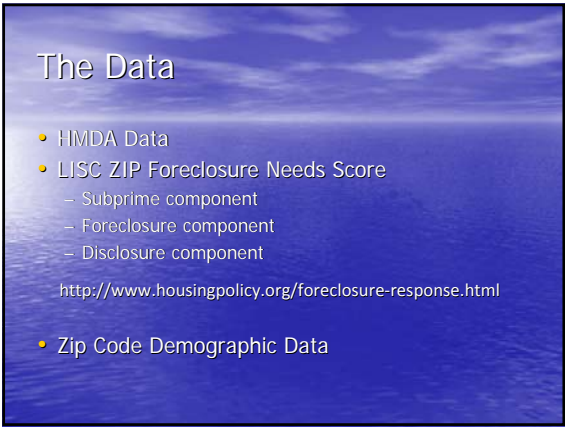 The Data
• HMDA Data
• LISC ZIP Foreclosure Needs Score
– Subprime component
– Foreclosure component
– Disclosure component
http://www.housingpolicy.org/foreclosure-response.html
• Zip Code Demographic Data